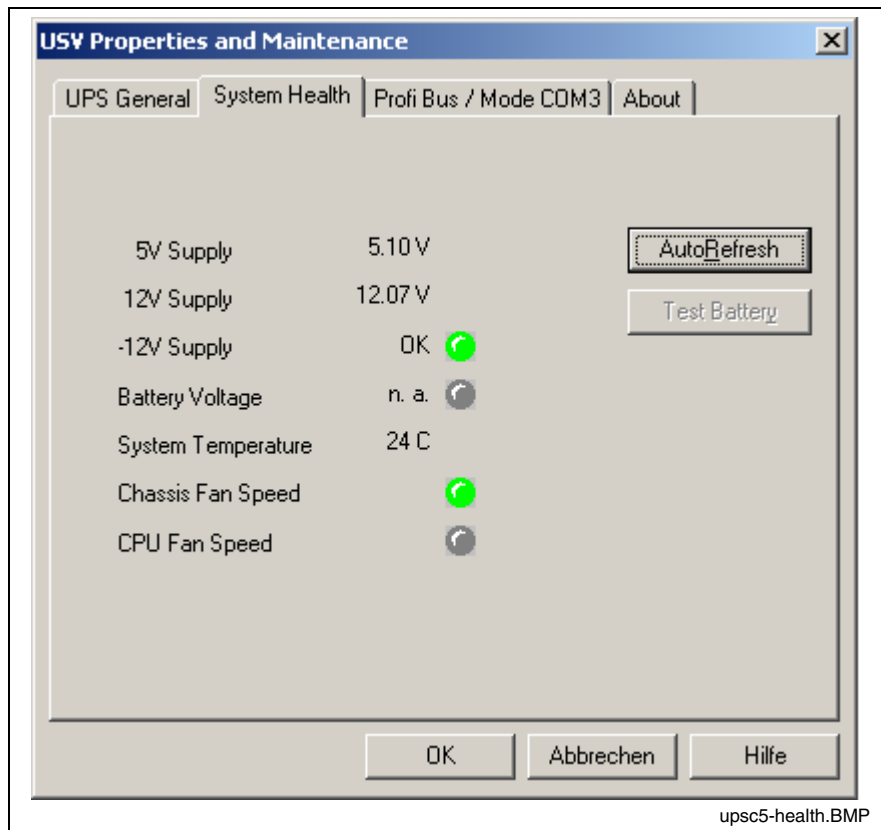 USV Properties and Maintenance
UPS General System Health Profi Bus / Mode COM3 About
5V Supply 5.10 V AutoRefresh
12V Supply 12.07 V Test Battery
-12V Supply OK
Battery Voltage n. a.
System Temperature 24 C
Chassis Fan Speed
CPU Fan Speed
OK Abbrechen Hilfe
upsc5-health.BMP